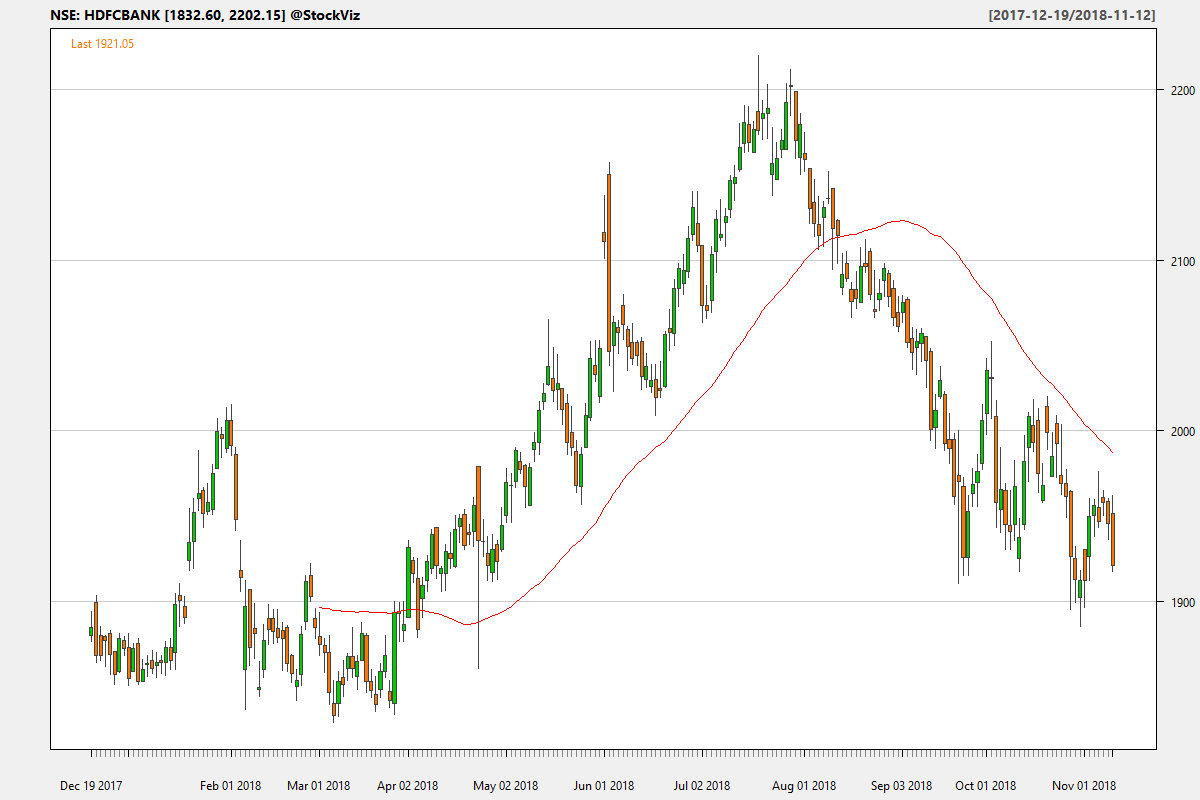 NSE: HDFCBANK [1832.60, 2202.15] @StockViz
[2017-12-19/2018-11-12]
Last 1921.05
2200
2100
2000
1900
Dec 19 2017
Feb 01 2018
Mar 01 2018
Apr 02 2018
May 02 2018
Jun 01 2018
Jul 02 2018
Aug 01 2018
Sep 03 2018
Oct 01 2018
Nov 01 2018